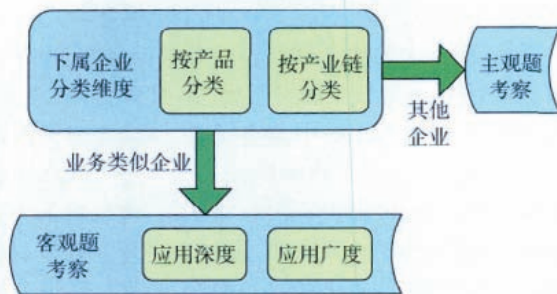 下属企业
分类维度
按产品
分类
按产业链
分类
主观题
考察
其他
企业
业务类似企业
客观题
考察
应用深度
应用广度